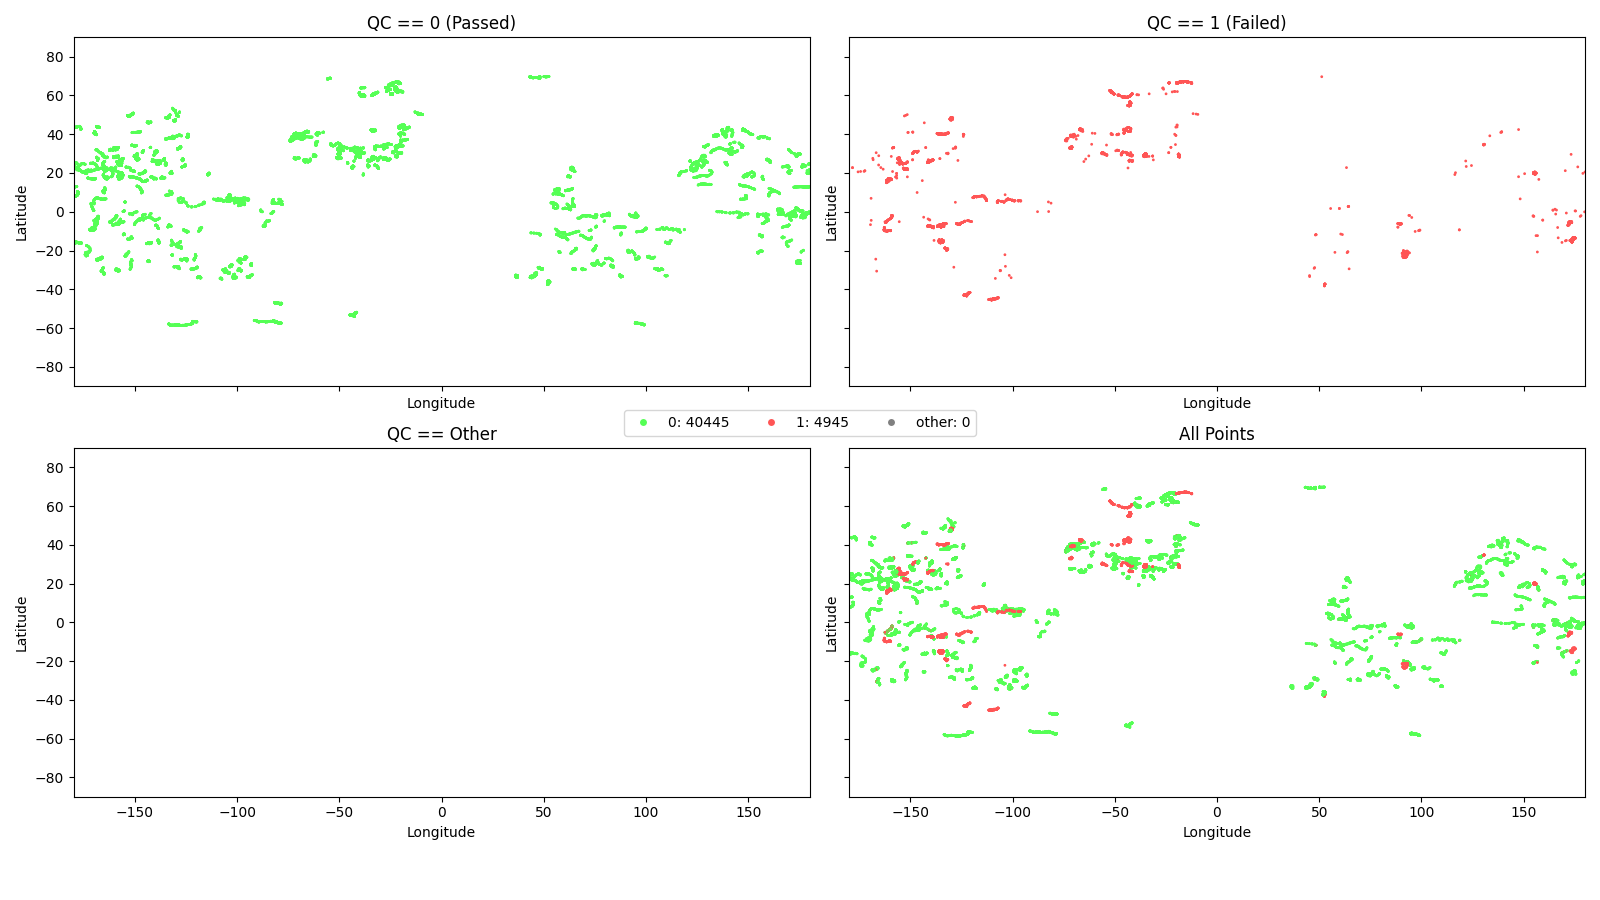 QC == 0 (Passed)
QC == 1 (Failed)
80
60
40
20
0
−20
−40
−60
−80
Latitude
Latitude
Longitude
Longitude
0: 40445
1: 4945
other: 0
QC == Other
All Points
80
60
40
20
0
−20
−40
−60
−80
Latitude
Latitude
−150
−100
−50
0
50
100
150
−150
−100
−50
0
50
100
150
Longitude
Longitude